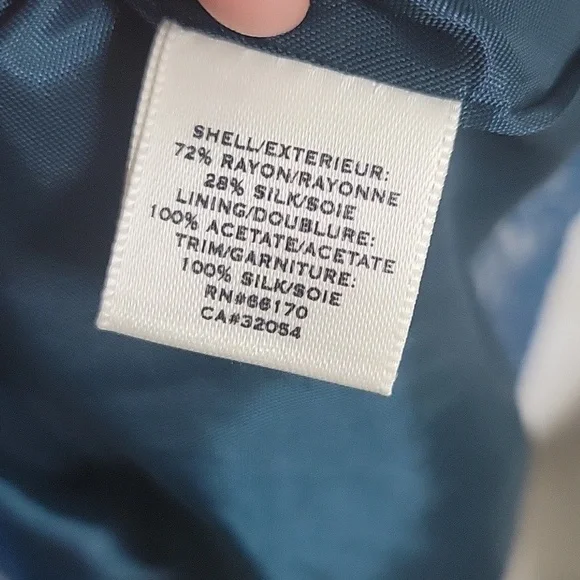 SHELL/EXTERIEUR:
72% RAYON/RAYONNE
28% SILK/SOIE
LINING/DOUBLURE:
100% ACETATE/ACETATE
TRIM/GARNITURE:
100% SILK/SOIE
RN#66170
CA#32054